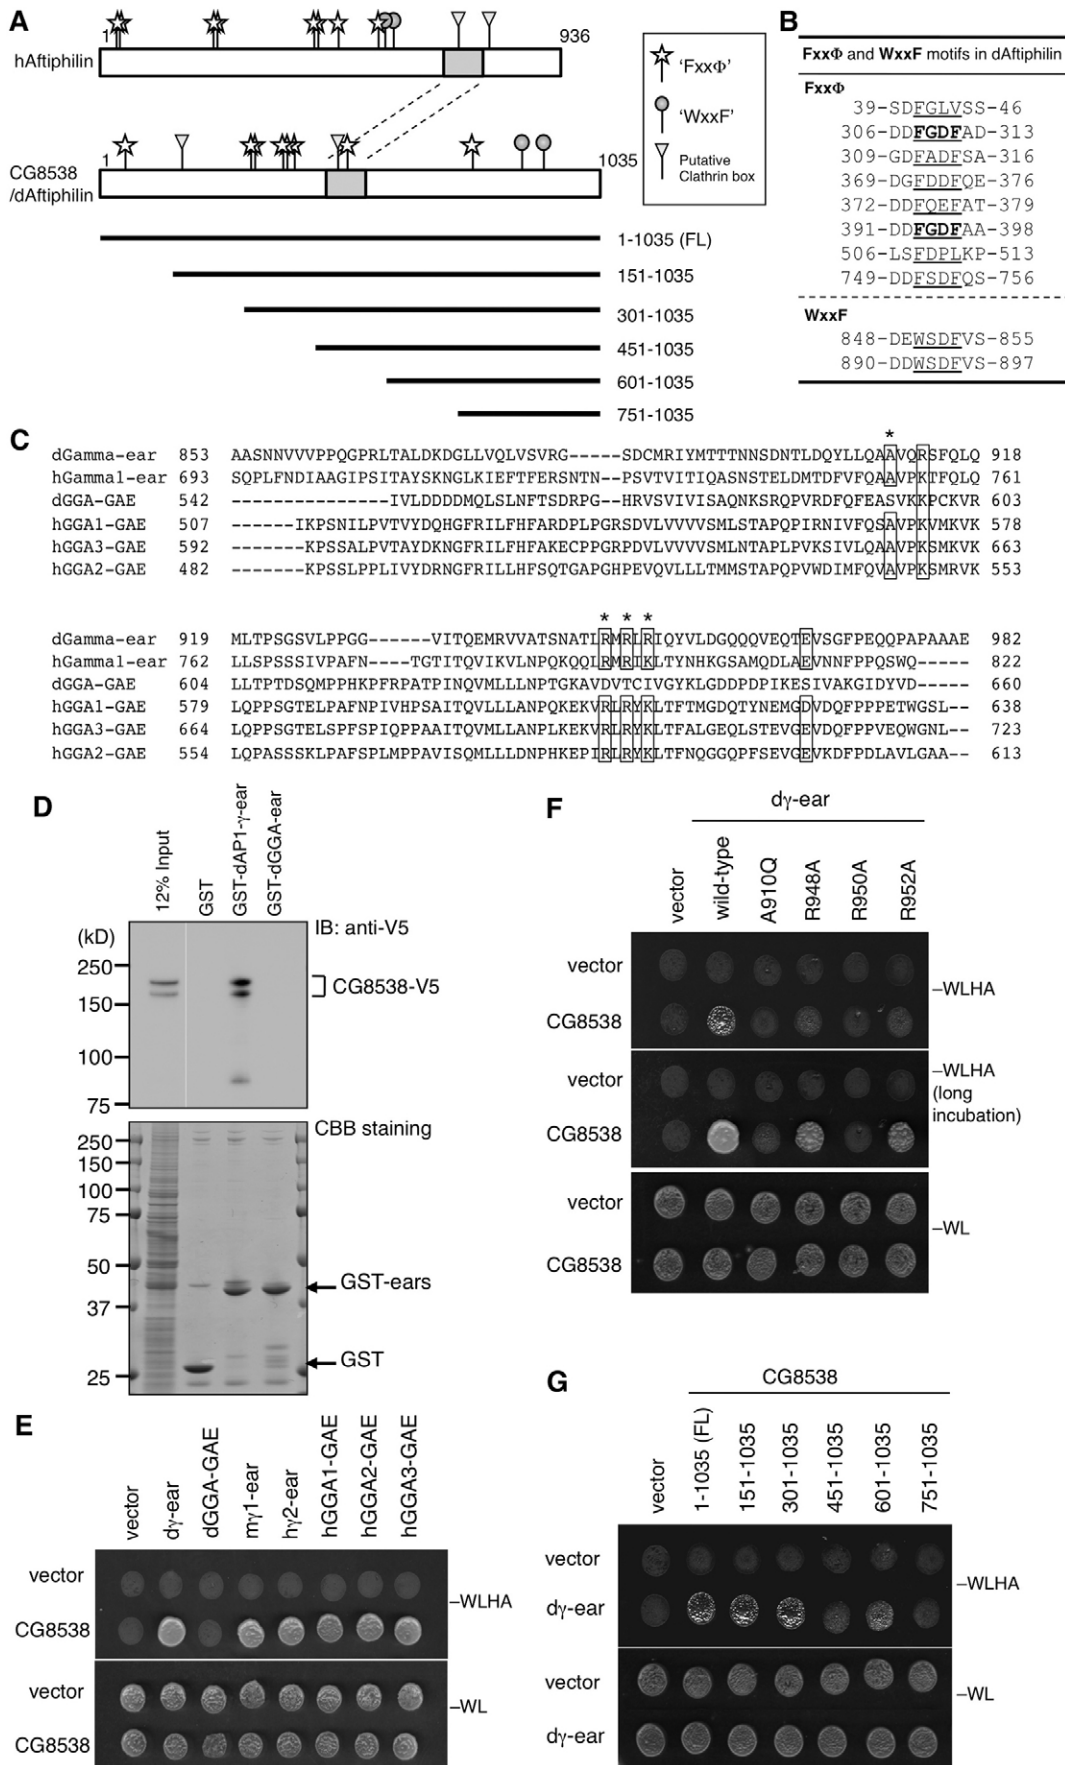 A
1
936
hAftiphilin
1
1035
CG8538
/dAftiphilin
'FxxΦ'
'WxxF'
Putative
Clathrin box
1-1035 (FL)
151-1035
301-1035
451-1035
601-1035
751-1035
B
FxxΦ and WxxF motifs in dAftiphilin
FxxΦ
39-SDFGLVSS-46
306-DDFGDFAD-313
309-GDFADFSA-316
369-DGFDDFQE-376
372-DDFQEFAT-379
391-DDFGDFAA-398
506-LSFDPLKP-513
749-DDFSDFQS-756
WxxF
848-DEWSDFVS-855
890-DDWSDFVS-897
C
*
dGamma-ear 853 AASNNVVVVPPQGPRLTALDKDGLLVQLVSVRG-----SDCMRIYMTTTNNSDNTLDQYLLQAAVQRSFQLQ 918
hGamma1-ear 693 SQPLFNDIAAGIPSITAYSKNGLKIEFTFERSNTN---PSVTVITIQASNSTELDMTDFVFQAAVPKTFQLQ 761
dGGA-GAE 542 ---------------IVLDDDDMQLSLNFTSDRPG--HRVSVIVISAQNKSRQPVRDFQFEASVKKPCKVR 603
hGGA1-GAE 507 ------IKPSNILPVTVYDQHGFRILFHFARDPLPGRSDVLVVVVSMLSTAPQPIRNIVFQSAVPKVMKVK 578
hGGA3-GAE 592 -------KPSSALPVTAYDKNGFRILFHFAKECPPGRPDVLVVVVSMLNTAPLPVKSIVLQAAVPKSMKVK 663
hGGA2-GAE 482 -------KPSSLPPLIVYDRNGFRILLHFSQTGAPGHPEVQVLLLTMMSTAPQPVWDIMFQVAVPKSMRVK 553
* * *
dGamma-ear 919 MLTPSGSVLPPGG------VITQEMRVVATSNATLRMRLRIQYVLDGQQQVEQTEVSGFPEQQPAPAAAE 982
hGamma1-ear 762 LLSPSSSIVPAFN----TGTITQVIKVLNPQKQQLRMRIKLTYNHKGSAMQDLAEVNNFPPQSWQ----- 822
dGGA-GAE 604 LLTPTDSQMPPHKPFRPATPINQVMLLLNPTGKAVDVTCIVGYKLGDDPDPIKESIVAKGIDYVD---- 660
hGGA1-GAE 579 LQPPSGTELPAFNPIVHPSAITQVLLLANPQKEKVRLRYKLTFTMGDQTYNEMGDVDQFPPPETWGSL-- 638
hGGA3-GAE 664 LQPPSGTELSPFSPIQPPAAITQVMLLANPLKEKVRLRYKLTFALGEQLSTEVGEVDQFPPVEQWGNL-- 723
hGGA2-GAE 554 LQPASSSKLPAFSPLMPPAVISQMLLLDNPHKEPIRLRYKLTFNQGGQPFSEVGEVKDFPDLAVLGAA-- 613
D
12% Input
GST
GST-dAP1-γ-ear
GST-dGGA-ear
IB: anti-V5
(kD)
250
150
100
75
CG8538-V5
CBB staining
250
150
100
75
50
37
25
GST-ears
GST
E
vector
dγ-ear
dGGA-GAE
mγ1-ear
hγ2-ear
hGGA1-GAE
hGGA2-GAE
hGGA3-GAE
vector
CG8538
–WLHA
vector
CG8538
–WL
F
dγ-ear
vector
wild-type
A910Q
R948A
R950A
R952A
vector
CG8538
–WLHA
vector
CG8538
–WLHA
(long
incubation)
vector
CG8538
–WL
G
CG8538
vector
1-1035 (FL)
151-1035
301-1035
451-1035
601-1035
751-1035
vector
dγ-ear
–WLHA
vector
dγ-ear
–WL